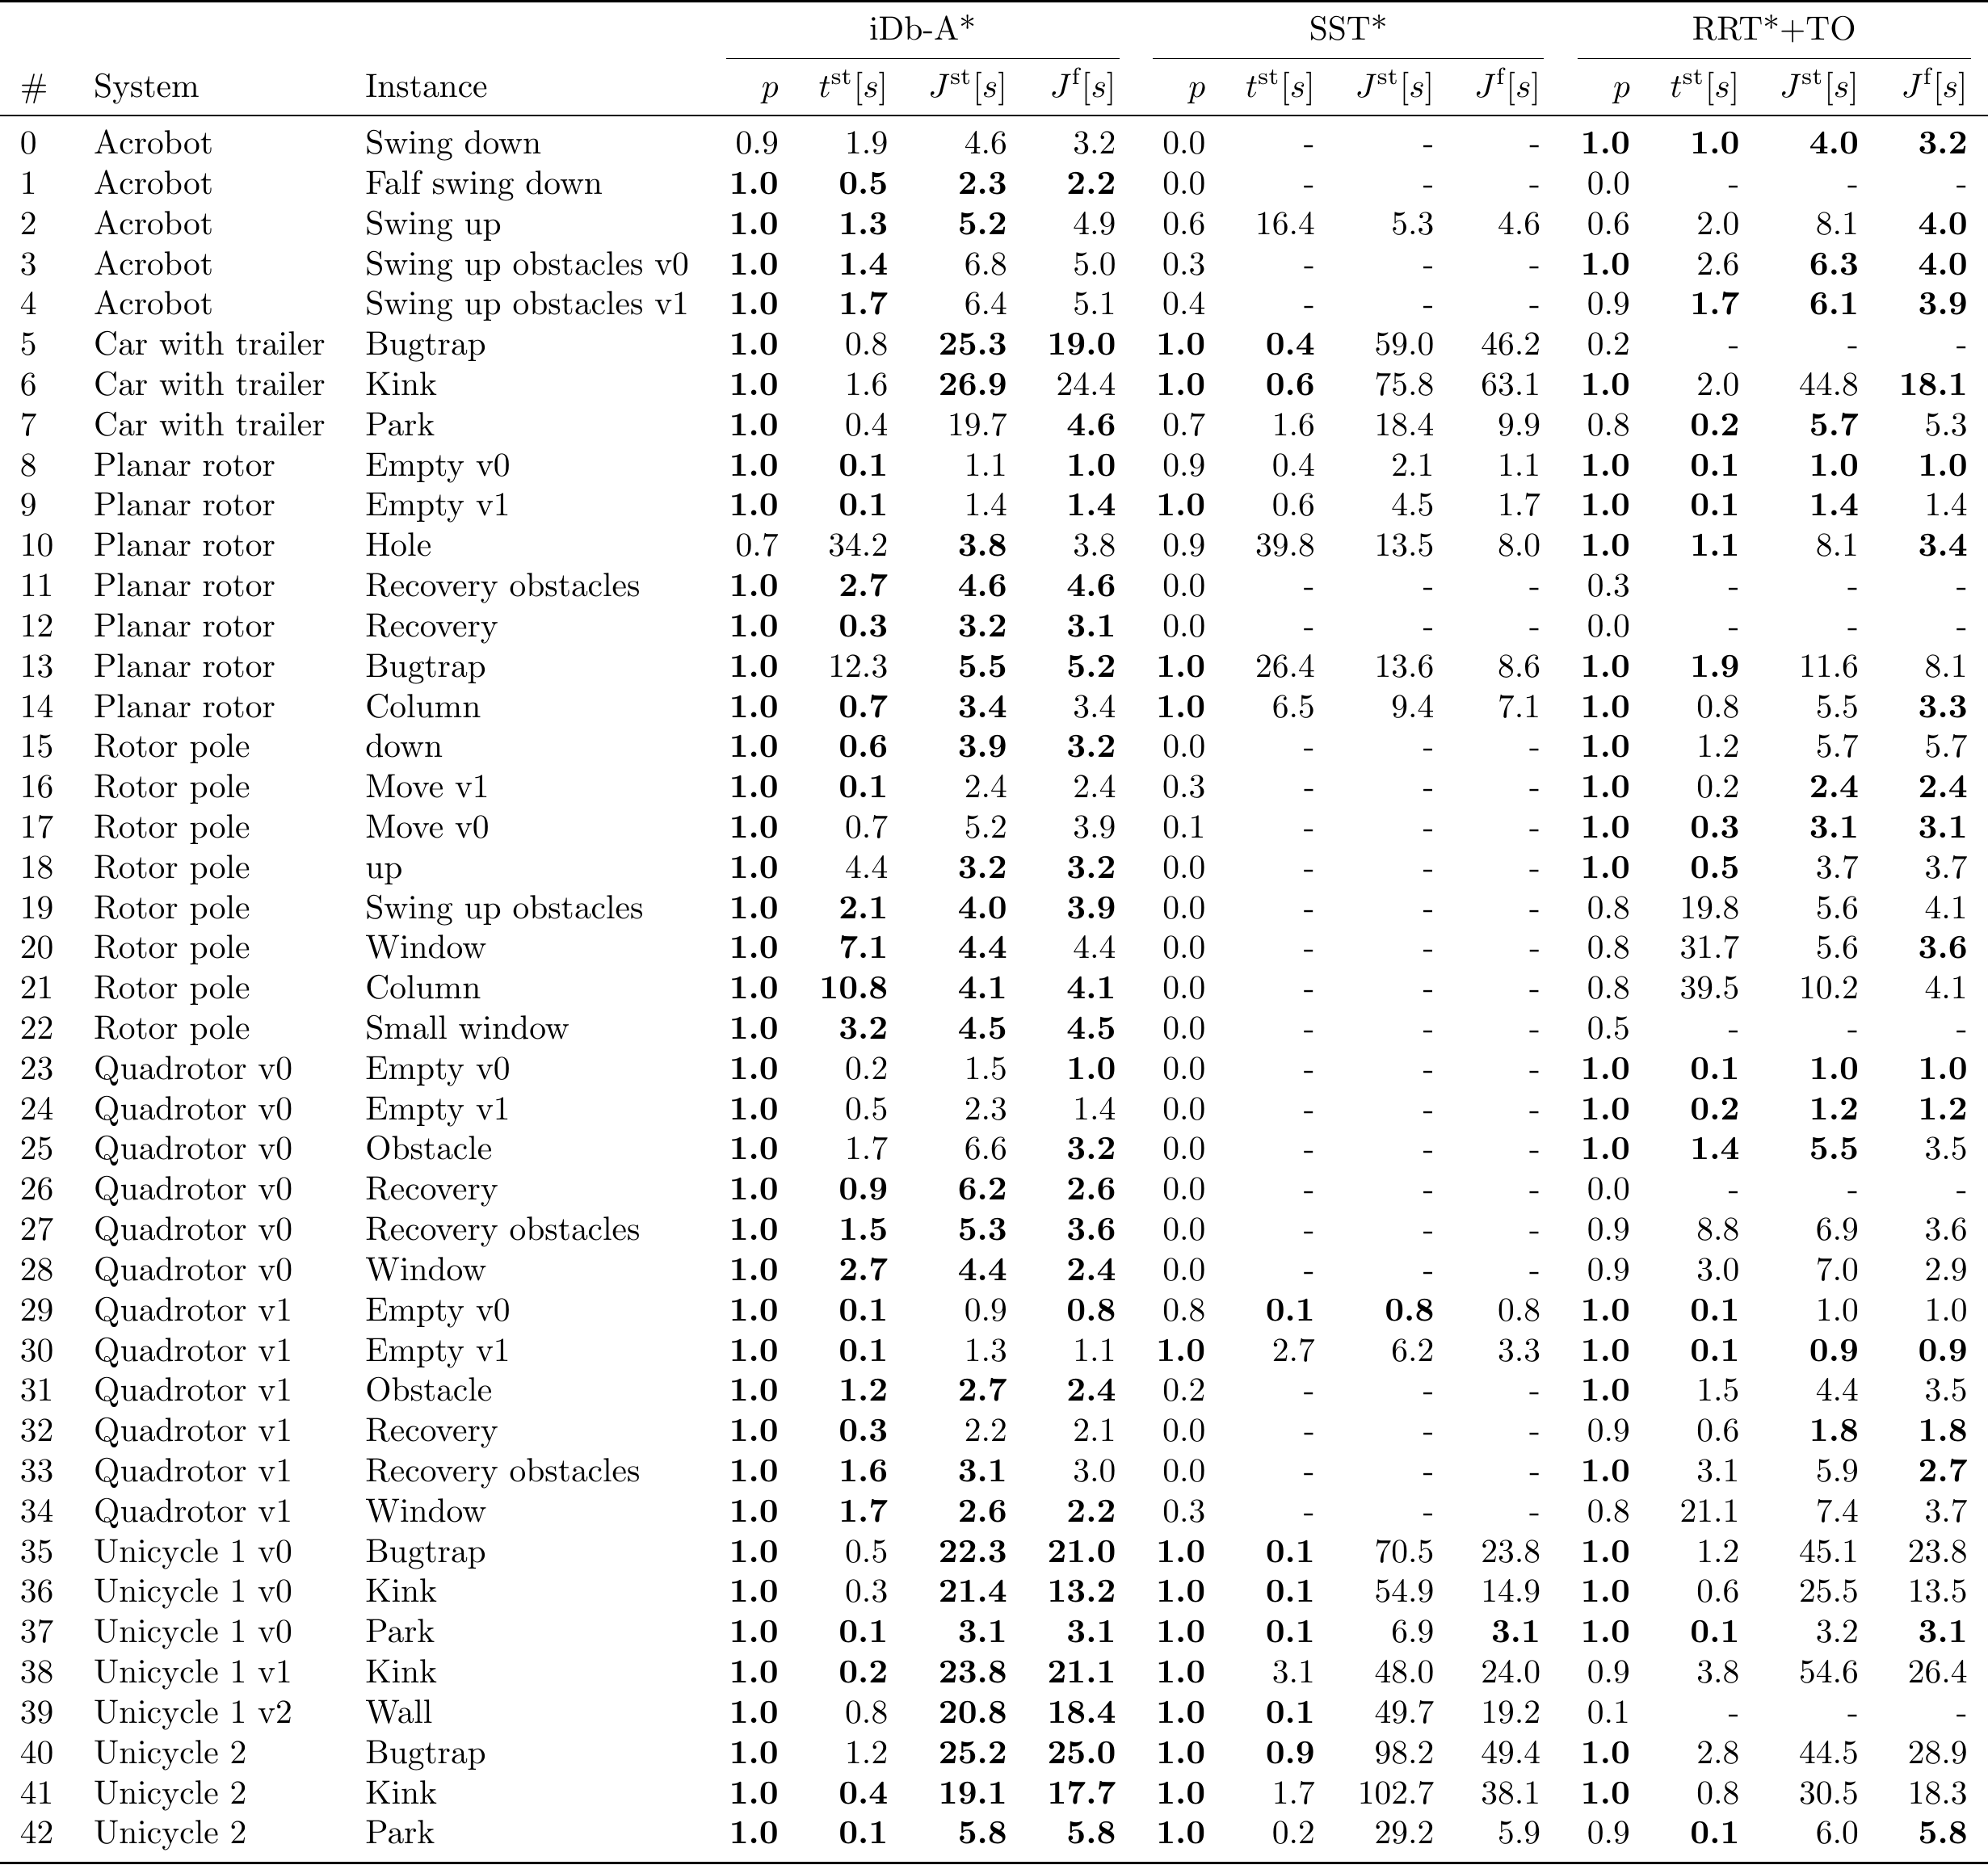 iDb-A* SST* RRT*+TO
# System Instance p t^st[s] J^st[s] J^f[s] p t^st[s] J^st[s] J^f[s] p t^st[s] J^st[s] J^f[s]
0 Acrobot Swing down 0.9 1.9 4.6 3.2 0.0 - - - 1.0 1.0 4.0 3.2
1 Acrobot Falf swing down 1.0 0.5 2.3 2.2 0.0 - - - 0.0 - - -
2 Acrobot Swing up 1.0 1.3 5.2 4.9 0.6 16.4 5.3 4.6 0.6 2.0 8.1 4.0
3 Acrobot Swing up obstacles v0 1.0 1.4 6.8 5.0 0.3 - - - 1.0 2.6 6.3 4.0
4 Acrobot Swing up obstacles v1 1.0 1.7 6.4 5.1 0.4 - - - 0.9 1.7 6.1 3.9
5 Car with trailer Bugtrap 1.0 0.8 25.3 19.0 1.0 0.4 59.0 46.2 0.2 - - -
6 Car with trailer Kink 1.0 1.6 26.9 24.4 1.0 0.6 75.8 63.1 1.0 2.0 44.8 18.1
7 Car with trailer Park 1.0 0.4 19.7 4.6 0.7 1.6 18.4 9.9 0.8 0.2 5.7 5.3
8 Planar rotor Empty v0 1.0 0.1 1.1 1.0 0.9 0.4 2.1 1.1 1.0 0.1 1.0 1.0
9 Planar rotor Empty v1 1.0 0.1 1.4 1.4 1.0 0.6 4.5 1.7 1.0 0.1 1.4 1.4
10 Planar rotor Hole 0.7 34.2 3.8 3.8 0.9 39.8 13.5 8.0 1.0 1.1 8.1 3.4
11 Planar rotor Recovery obstacles 1.0 2.7 4.6 4.6 0.0 - - - 0.3 - - -
12 Planar rotor Recovery 1.0 0.3 3.2 3.1 0.0 - - - 0.0 - - -
13 Planar rotor Bugtrap 1.0 12.3 5.5 5.2 1.0 26.4 13.6 8.6 1.0 1.9 11.6 8.1
14 Planar rotor Column 1.0 0.7 3.4 3.4 1.0 6.5 9.4 7.1 1.0 0.8 5.5 3.3
15 Rotor pole down 1.0 0.6 3.9 3.2 0.0 - - - 1.0 1.2 5.7 5.7
16 Rotor pole Move v1 1.0 0.1 2.4 2.4 0.3 - - - 1.0 0.2 2.4 2.4
17 Rotor pole Move v0 1.0 0.7 5.2 3.9 0.1 - - - 1.0 0.3 3.1 3.1
18 Rotor pole up 1.0 4.4 3.2 3.2 0.0 - - - 1.0 0.5 3.7 3.7
19 Rotor pole Swing up obstacles 1.0 2.1 4.0 3.9 0.0 - - - 0.8 19.8 5.6 4.1
20 Rotor pole Window 1.0 7.1 4.4 4.4 0.0 - - - 0.8 31.7 5.6 3.6
21 Rotor pole Column 1.0 10.8 4.1 4.1 0.0 - - - 0.8 39.5 10.2 4.1
22 Rotor pole Small window 1.0 3.2 4.5 4.5 0.0 - - - 0.5 - - -
23 Quadrotor v0 Empty v0 1.0 0.2 1.5 1.0 0.0 - - - 1.0 0.1 1.0 1.0
24 Quadrotor v0 Empty v1 1.0 0.5 2.3 1.4 0.0 - - - 1.0 0.2 1.2 1.2
25 Quadrotor v0 Obstacle 1.0 1.7 6.6 3.2 0.0 - - - 1.0 1.4 5.5 3.5
26 Quadrotor v0 Recovery 1.0 0.9 6.2 2.6 0.0 - - - 0.0 - - -
27 Quadrotor v0 Recovery obstacles 1.0 1.5 5.3 3.6 0.0 - - - 0.9 8.8 6.9 3.6
28 Quadrotor v0 Window 1.0 2.7 4.4 2.4 0.0 - - - 0.9 3.0 7.0 2.9
29 Quadrotor v1 Empty v0 1.0 0.1 0.9 0.8 0.8 0.1 0.8 0.8 1.0 0.1 1.0 1.0
30 Quadrotor v1 Empty v1 1.0 0.1 1.3 1.1 1.0 2.7 6.2 3.3 1.0 0.1 0.9 0.9
31 Quadrotor v1 Obstacle 1.0 1.2 2.7 2.4 0.2 - - - 1.0 1.5 4.4 3.5
32 Quadrotor v1 Recovery 1.0 0.3 2.2 2.1 0.0 - - - 0.9 0.6 1.8 1.8
33 Quadrotor v1 Recovery obstacles 1.0 1.6 3.1 3.0 0.0 - - - 1.0 3.1 5.9 2.7
34 Quadrotor v1 Window 1.0 1.7 2.6 2.2 0.3 - - - 0.8 21.1 7.4 3.7
35 Unicycle 1 v0 Bugtrap 1.0 0.5 22.3 21.0 1.0 0.1 70.5 23.8 1.0 1.2 45.1 23.8
36 Unicycle 1 v0 Kink 1.0 0.3 21.4 13.2 1.0 0.1 54.9 14.9 1.0 0.6 25.5 13.5
37 Unicycle 1 v0 Park 1.0 0.1 3.1 3.1 1.0 0.1 6.9 3.1 1.0 0.1 3.2 3.1
38 Unicycle 1 v1 Kink 1.0 0.2 23.8 21.1 1.0 3.1 48.0 24.0 0.9 3.8 54.6 26.4
39 Unicycle 1 v2 Wall 1.0 0.8 20.8 18.4 1.0 0.1 49.7 19.2 0.1 - - -
40 Unicycle 2 Bugtrap 1.0 1.2 25.2 25.0 1.0 0.9 98.2 49.4 1.0 2.8 44.5 28.9
41 Unicycle 2 Kink 1.0 0.4 19.1 17.7 1.0 1.7 102.7 38.1 1.0 0.8 30.5 18.3
42 Unicycle 2 Park 1.0 0.1 5.8 5.8 1.0 0.2 29.2 5.9 0.9 0.1 6.0 5.8